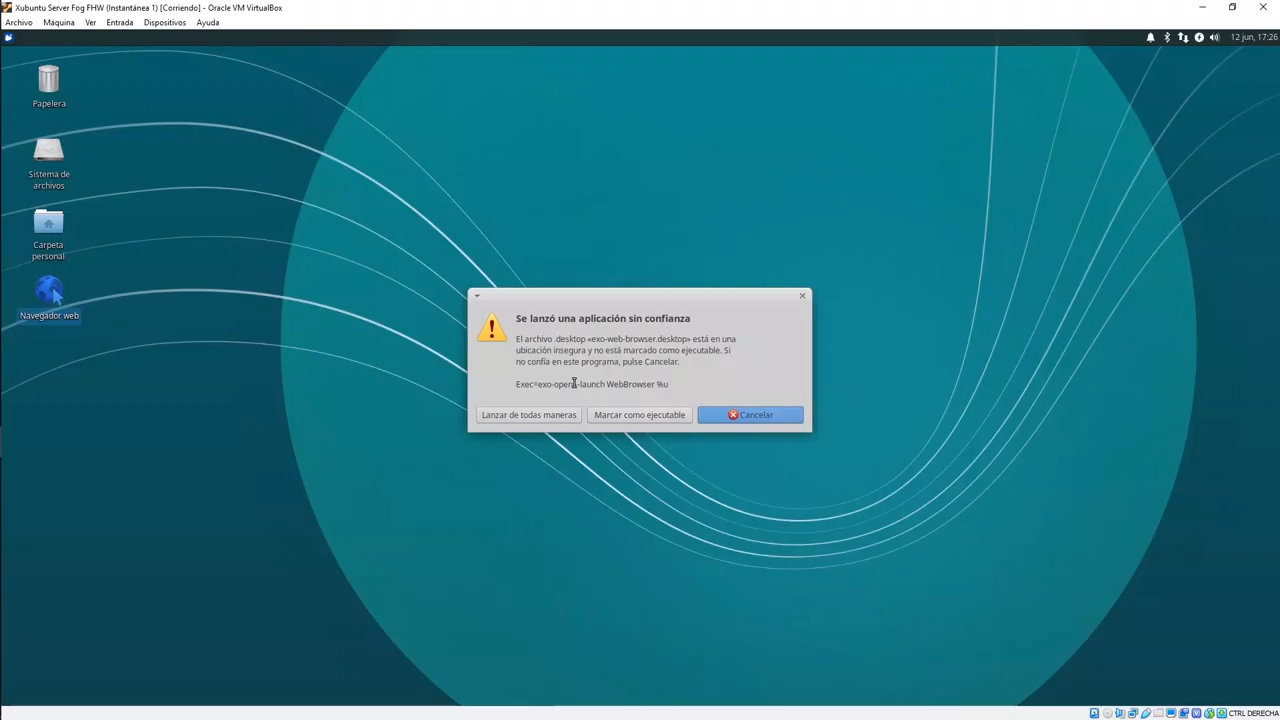 Xubuntu Server Fog FHW (Instantánea 1) [Corriendo] - Oracle VM VirtualBox
Archivo Máquina Ver Entrada Dispositivos Ayuda
12 jun, 17:26
Papelera
Sistema de
archivos
Carpeta
personal
Navegador web
Se lanzó una aplicación sin confianza
El archivo .desktop «exo-web-browser.desktop» está en una
ubicación insegura y no está marcado como ejecutable. Si
no confía en este programa, pulse Cancelar.
Exec=exo-open --launch WebBrowser %u
Lanzar de todas maneras Marcar como ejecutable Cancelar
CTRL DERECHA